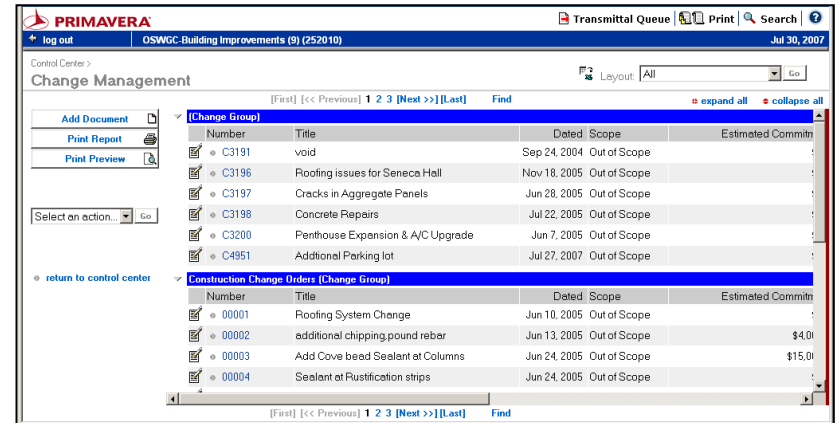 PRIMAVERA Transmittal Queue Print Search
log out OSWGC-Building Improvements (9) (252010) Jul 30, 2007
Control Center >
Change Management Layout: All Go
[First] [<< Previous] 1 2 3 [Next >>] [Last] Find expand all collapse all
Add Document
Print Report
Print Preview
Select an action... Go
return to control center
(Change Group)
Number Title Dated Scope Estimated Commitm
C3191 void Sep 24, 2004 Out of Scope
C3196 Roofing issues for Seneca Hall Nov 18, 2005 Out of Scope
C3197 Cracks in Aggregate Panels Jun 28, 2005 Out of Scope
C3198 Concrete Repairs Jul 22, 2005 Out of Scope
C3200 Penthouse Expansion & A/C Upgrade Jun 7, 2005 Out of Scope
C4951 Addtional Parking lot Jul 27, 2007 Out of Scope
Construction Change Orders (Change Group)
Number Title Dated Scope Estimated Commitm
00001 Roofing System Change Jun 10, 2005 Out of Scope
00002 additional chipping,pound rebar Jun 13, 2005 Out of Scope $4,0
00003 Add Cove bead Sealant at Columns Jun 24, 2005 Out of Scope $15,0
00004 Sealant at Rustification strips Jun 24, 2005 Out of Scope
[First] [<< Previous] 1 2 3 [Next >>] [Last] Find